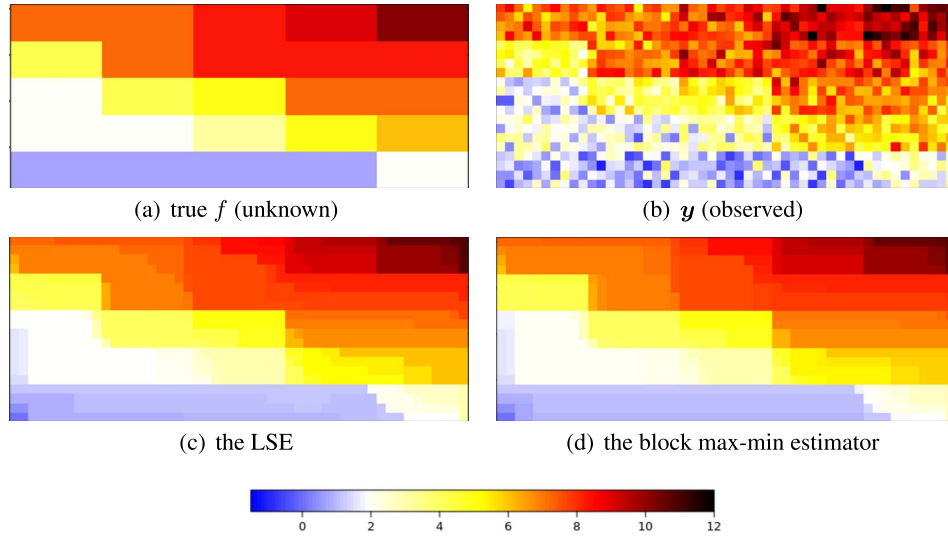 (a) true f (unknown)
(b) y (observed)
(c) the LSE
(d) the block max-min estimator
0 2 4 6 8 10 12